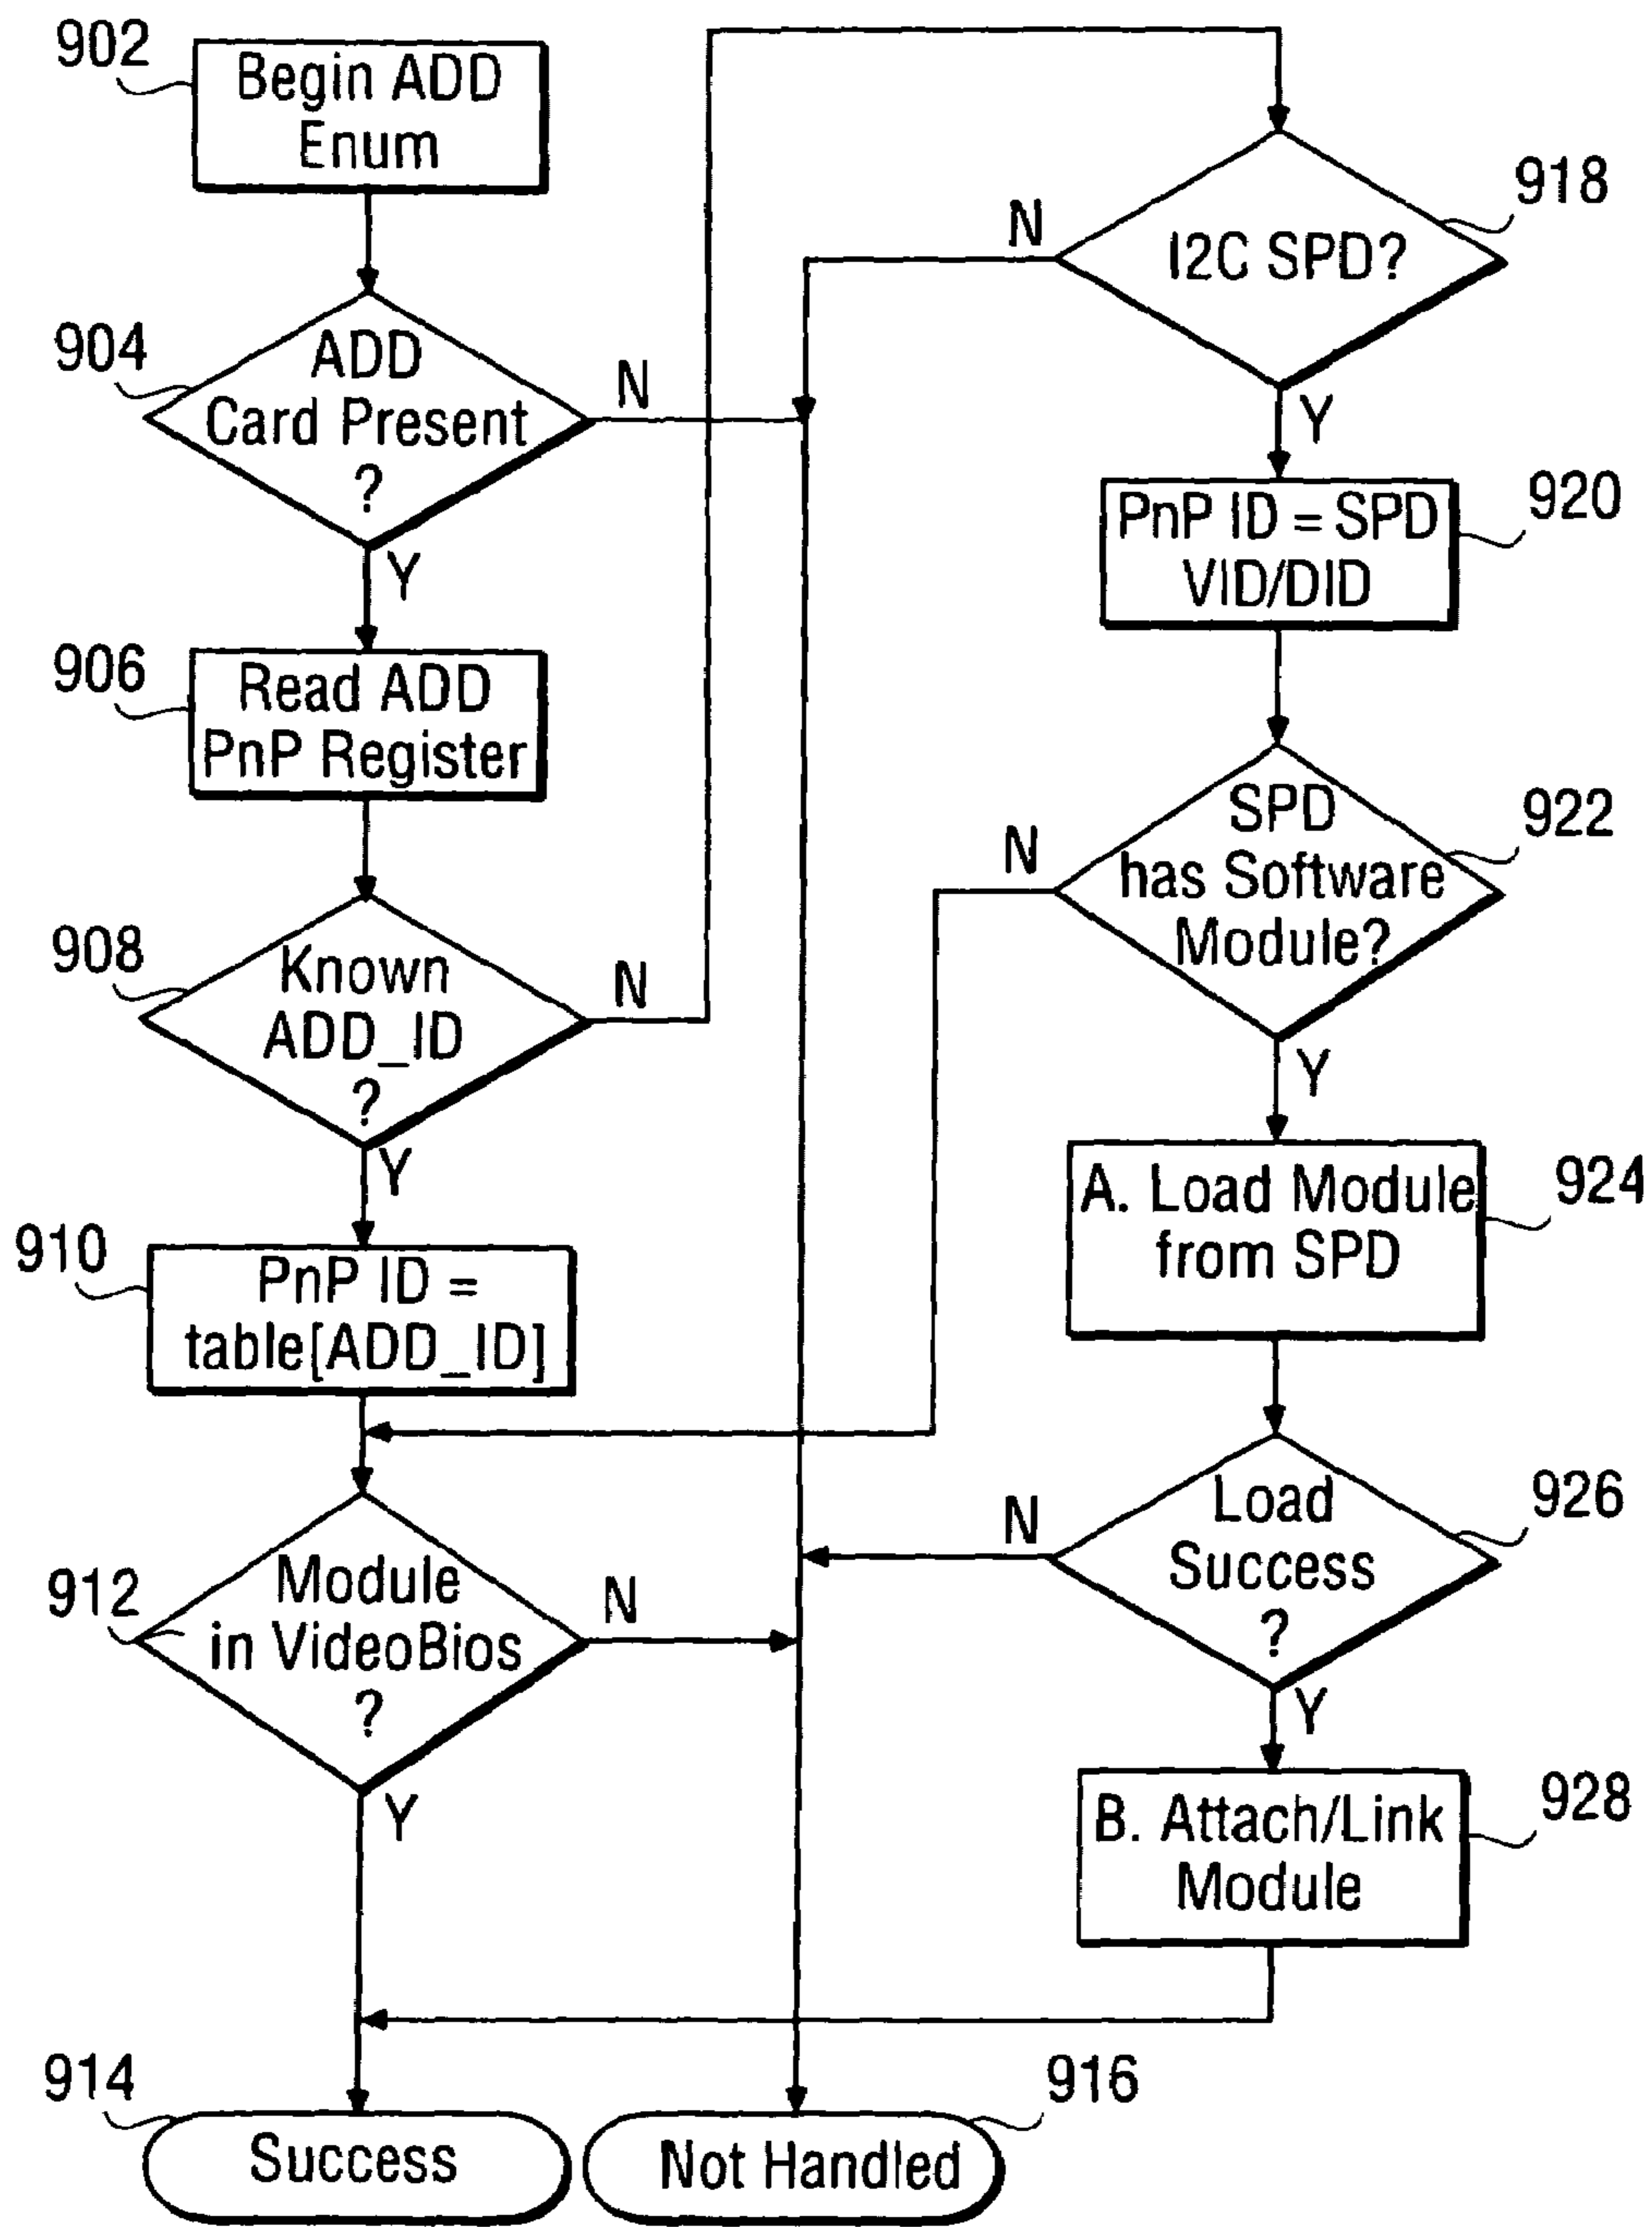 902
Begin ADD
Enum
904
ADD
Card Present
?
N
Y
906
Read ADD
PnP Register
908
Known
ADD_ID
?
N
Y
910
PnP ID =
table[ADD_ID]
912
Module
in VideoBios
?
N
Y
914
Success
916
Not Handled
918
I2C SPD?
N
Y
920
PnP ID = SPD
VID/DID
922
SPD
has Software
Module?
N
Y
924
A. Load Module
from SPD
926
Load
Success
?
N
Y
928
B. Attach/Link
Module